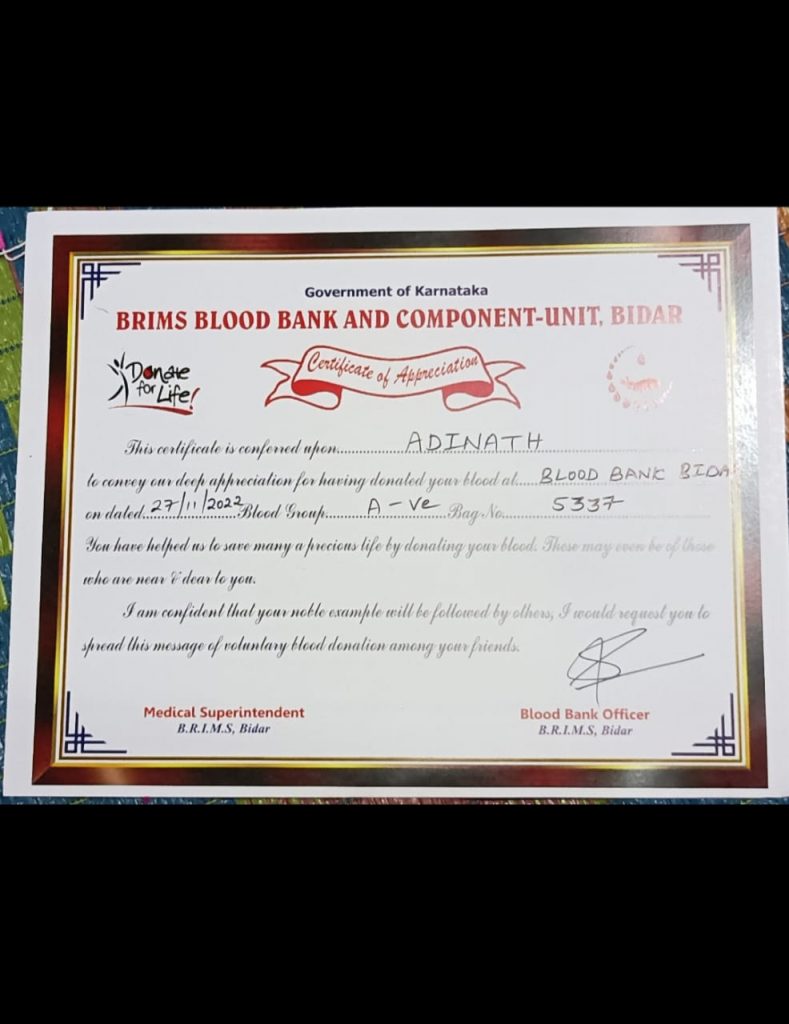 Government of Karnataka
BRIMS BLOOD BANK AND COMPONENT-UNIT, BIDAR
Donate
for Life!
Certificate of Appreciation
This certificate is conferred upon..........ADINATH
to convey our deep appreciation for having donated your blood at....BLOOD BANK BIDA
on dated..27/11/2022 Blood Group....A-ve....Bag No....5337
You have helped us to save many a precious life by donating your blood. These may even be of those
who are near & dear to you.
I am confident that your noble example will be followed by others, I would request you to
spread this message of voluntary blood donation among your friends.
Medical Superintendent
B.R.I.M.S, Bidar
Blood Bank Officer
B.R.I.M.S, Bidar